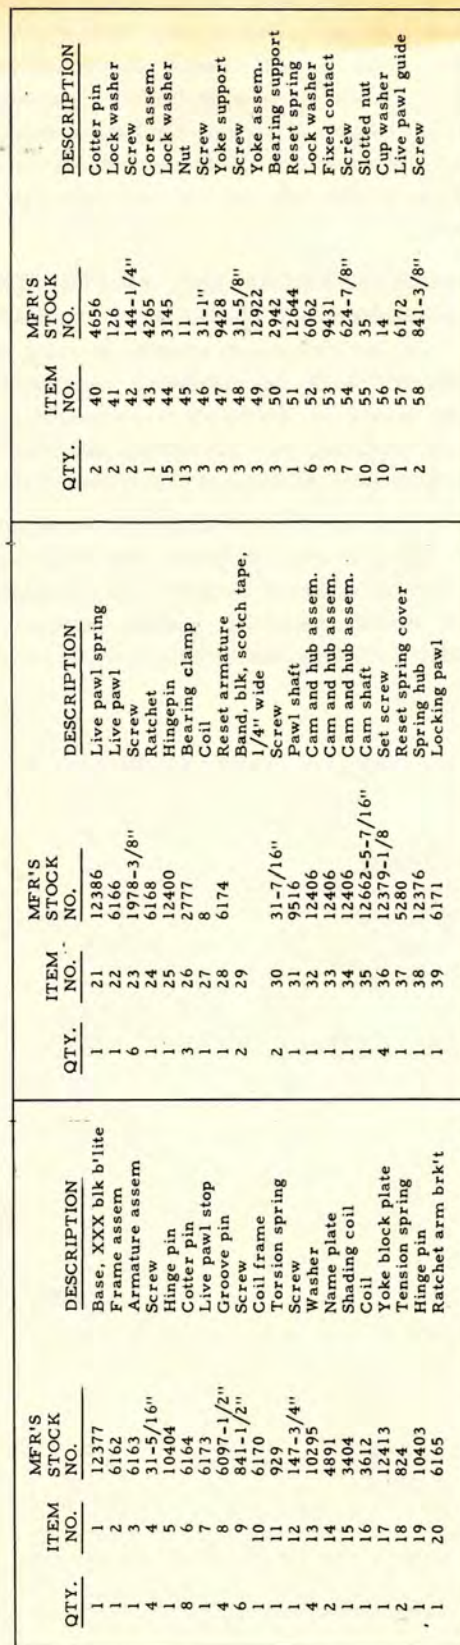 QTY. ITEM NO. MFR'S STOCK NO. DESCRIPTION
1 1 12377 Base, XXX blk b'lite
1 2 6162 Frame assem
1 3 6163 Armature assem
4 4 31-5/16" Screw
1 5 10404 Hinge pin
8 6 6164 Cotter pin
1 7 6173 Live pawl stop
4 8 6097-1/2" Groove pin
6 9 841-1/2" Screw
1 10 6170 Coil frame
1 11 929 Torsion spring
1 12 147-3/4" Screw
4 13 10295 Washer
2 14 4891 Name plate
1 15 3404 Shading coil
1 16 3612 Coil
1 17 12413 Yoke block plate
2 18 824 Tension spring
1 19 10403 Hinge pin
1 20 6165 Ratchet arm brk't
QTY. ITEM NO. MFR'S STOCK NO. DESCRIPTION
1 21 12386 Live pawl spring
1 22 6166 Live pawl
6 23 1978-3/8" Screw
1 24 6168 Ratchet
1 25 12400 Hingepin
3 26 2777 Bearing clamp
1 27 8 Coil
1 28 6174 Reset armature
2 29 Band, blk, scotch tape,
1/4" wide
2 30 31-7/16" Screw
1 31 9516 Pawl shaft
1 32 12406 Cam and hub assem.
1 33 12406 Cam and hub assem.
1 34 12406 Cam and hub assem.
1 35 12662-5-7/16" Cam shaft
4 36 12379-1/8 Set screw
1 37 5280 Reset spring cover
1 38 12376 Spring hub
1 39 6171 Locking pawl
QTY. ITEM NO. MFR'S STOCK NO. DESCRIPTION
2 40 4656 Cotter pin
2 41 126 Lock washer
2 42 144-1/4" Screw
1 43 4265 Core assem.
15 44 3145 Lock washer
13 45 11 Nut
3 46 31-1" Screw
3 47 9428 Yoke support
3 48 31-5/8" Screw
3 49 12922 Yoke assem.
3 50 2942 Bearing support
1 51 12644 Reset spring
6 52 6062 Lock washer
3 53 9431 Fixed contact
7 54 624-7/8" Screw
10 55 35 Slotted nut
10 56 14 Cup washer
1 57 6172 Live pawl guide
2 58 841-3/8" Screw